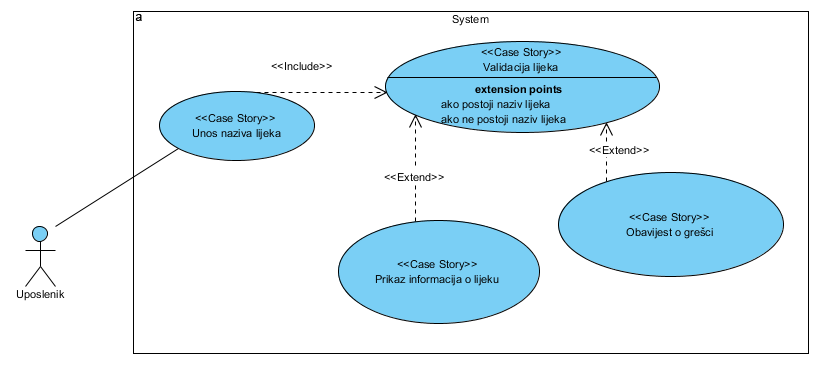 a
System
<<Include>>
<<Case Story>>
Validacija lijeka
extension points
ako postoji naziv lijeka
ako ne postoji naziv lijeka
<<Case Story>>
Unos naziva lijeka
<<Extend>>
<<Extend>>
<<Case Story>>
Obavijest o grešci
<<Case Story>>
Prikaz informacija o lijeku
Uposlenik